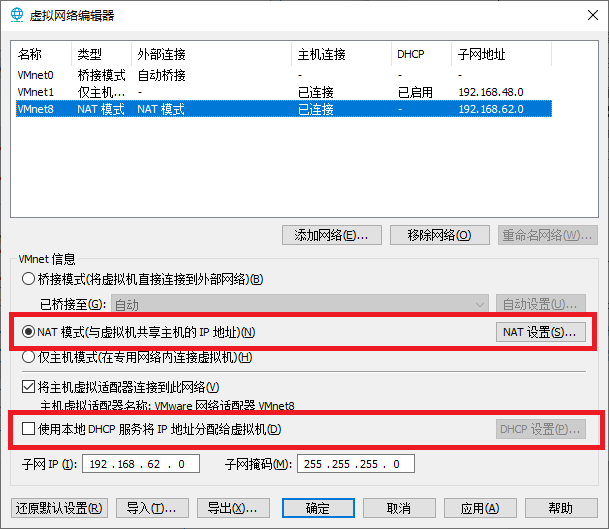 虚拟网络编辑器
名称 类型 外部连接 主机连接 DHCP 子网地址
VMnet0 桥接模式 自动桥接 - - -
VMnet1 仅主机... - 已连接 已启用 192.168.48.0
VMnet8 NAT 模式 NAT 模式 已连接 - 192.168.62.0
添加网络(E)... 移除网络(O) 重命名网络(W)...
VMnet 信息
桥接模式(将虚拟机直接连接到外部网络)(B)
已桥接至(G): 自动 自动设置(U)...
NAT 模式(与虚拟机共享主机的 IP 地址)(N) NAT 设置(S)...
仅主机模式(在专用网络内连接虚拟机)(H)
将主机虚拟适配器连接到此网络(V)
主机虚拟适配器名称: VMware 网络适配器 VMnet8
使用本地 DHCP 服务将 IP 地址分配给虚拟机(D) DHCP 设置(P)...
子网 IP (I): 192 . 168 . 62 . 0 子网掩码(M): 255 . 255 . 255 . 0
还原默认设置(R) 导入(T)... 导出(X)... 确定 取消 应用(A) 帮助